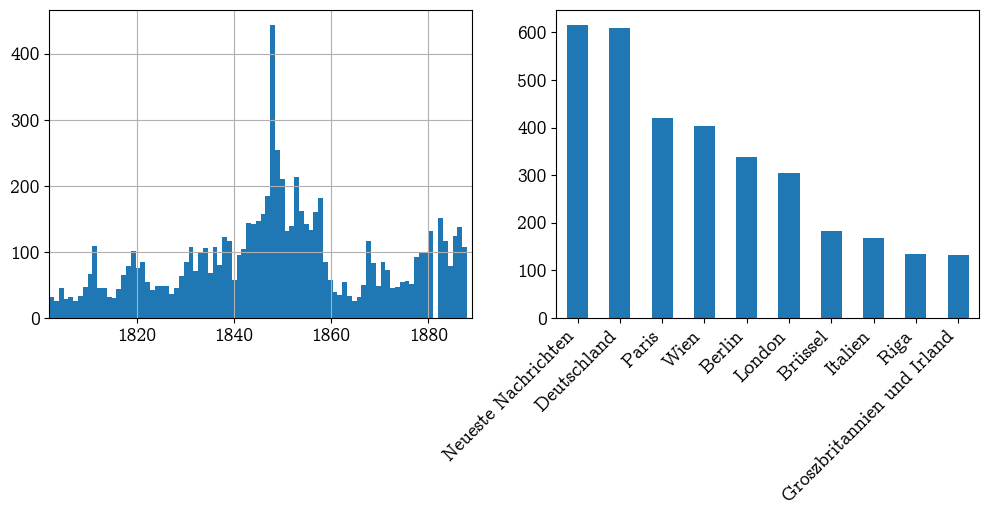 400
300
200
100
0
1820 1840 1860 1880
600
500
400
300
200
100
0
Neueste Nachrichten
Deutschland
Paris
Wien
Berlin
London
Brüssel
Italien
Riga
Groszbritannien und Irland